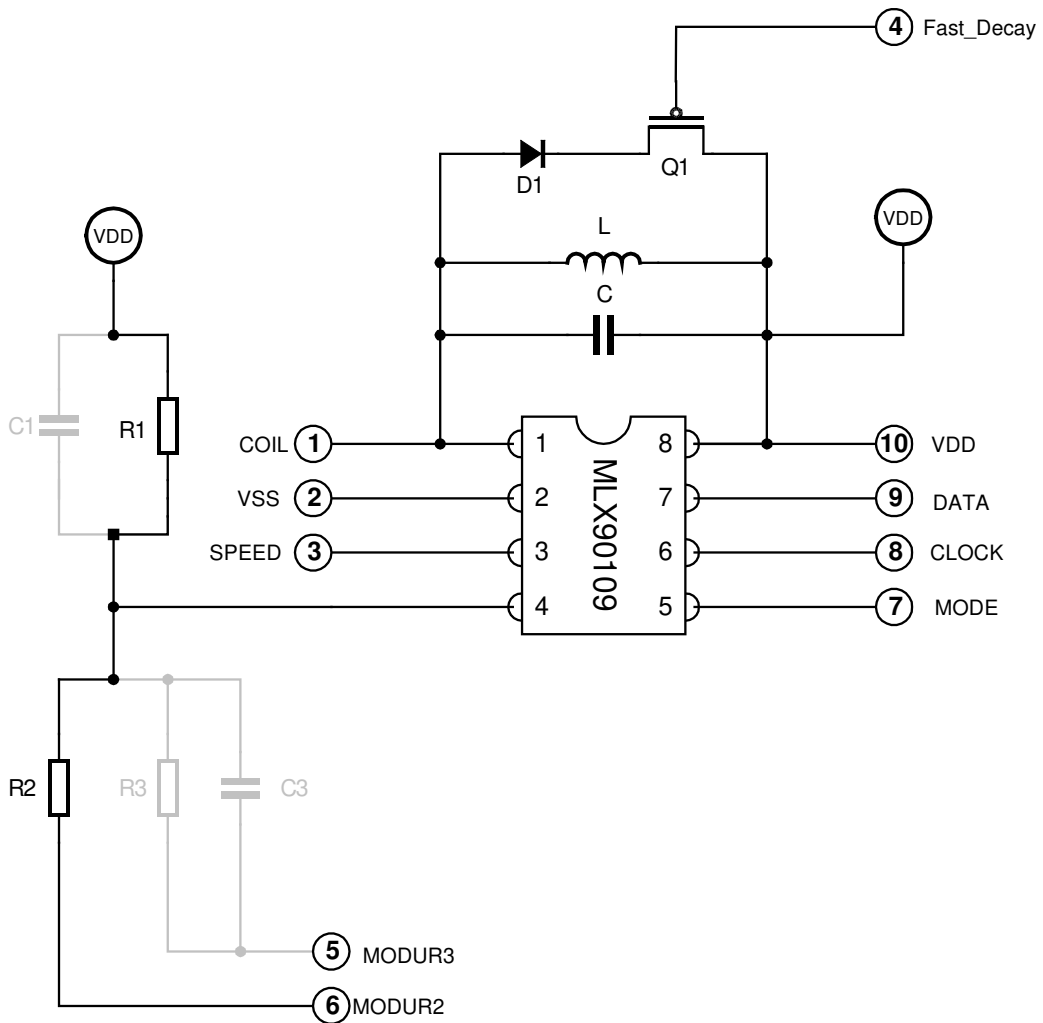 4 Fast_Decay
Q1
D1
VDD
L
VDD
C
C1
R1
COIL 1
1
8
10 VDD
VSS 2
2
7
9 DATA
MLX90109
SPEED 3
3
6
8 CLOCK
4
5
7 MODE
R2
R3
C3
5 MODUR3
6 MODUR2